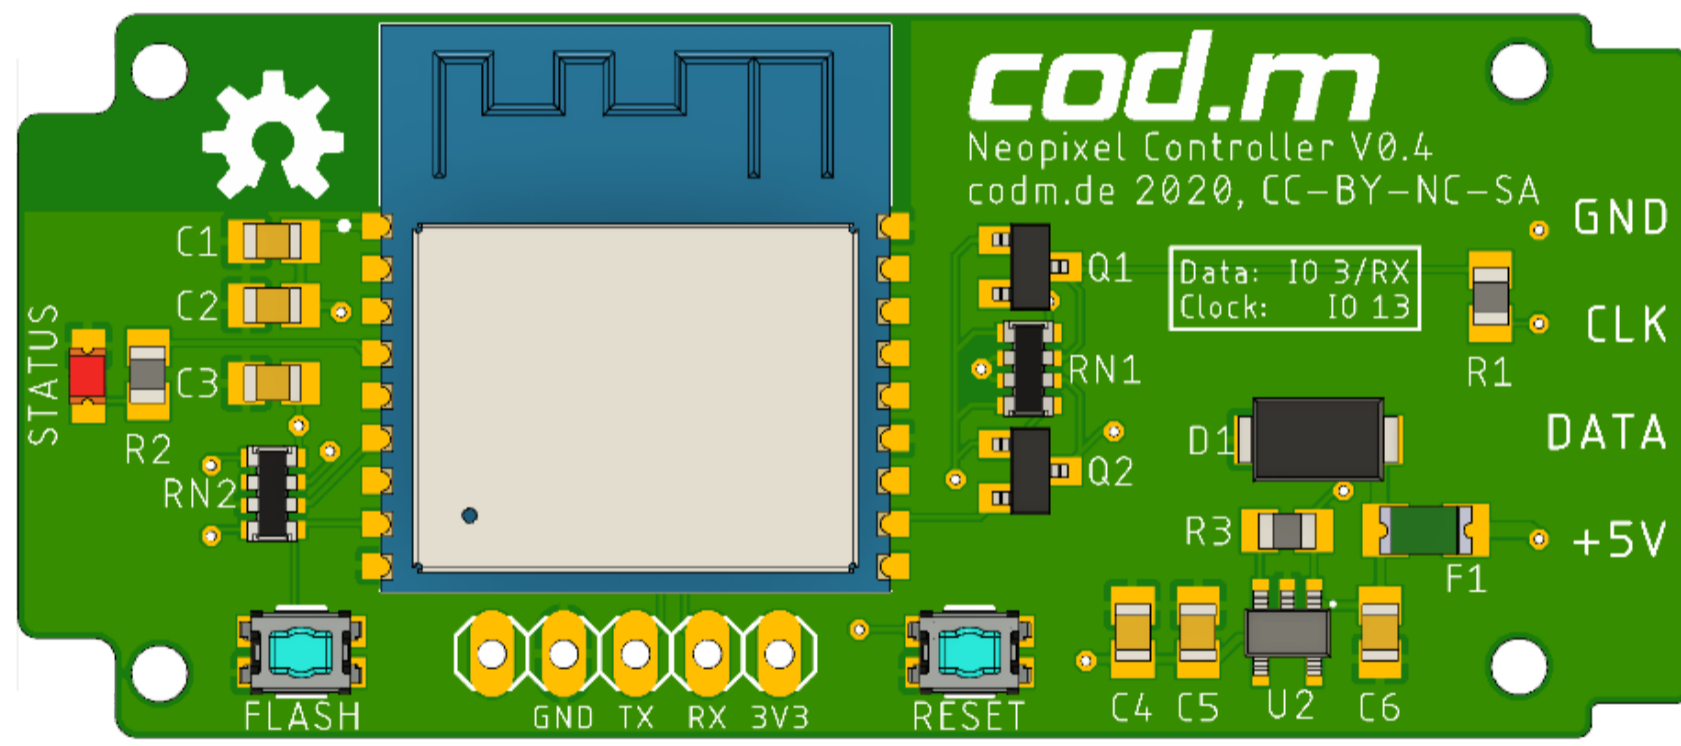 cod.m
Neopixel Controller V0.4
codm.de 2020, CC-BY-NC-SA
GND
C1
Q1
Data: IO 3/RX
Clock: IO 13
C2
CLK
STATUS
C3
RN1
R1
R2
D1
DATA
RN2
Q2
R3
+5V
F1
FLASH
GND TX RX 3V3
RESET
C4 C5 U2 C6